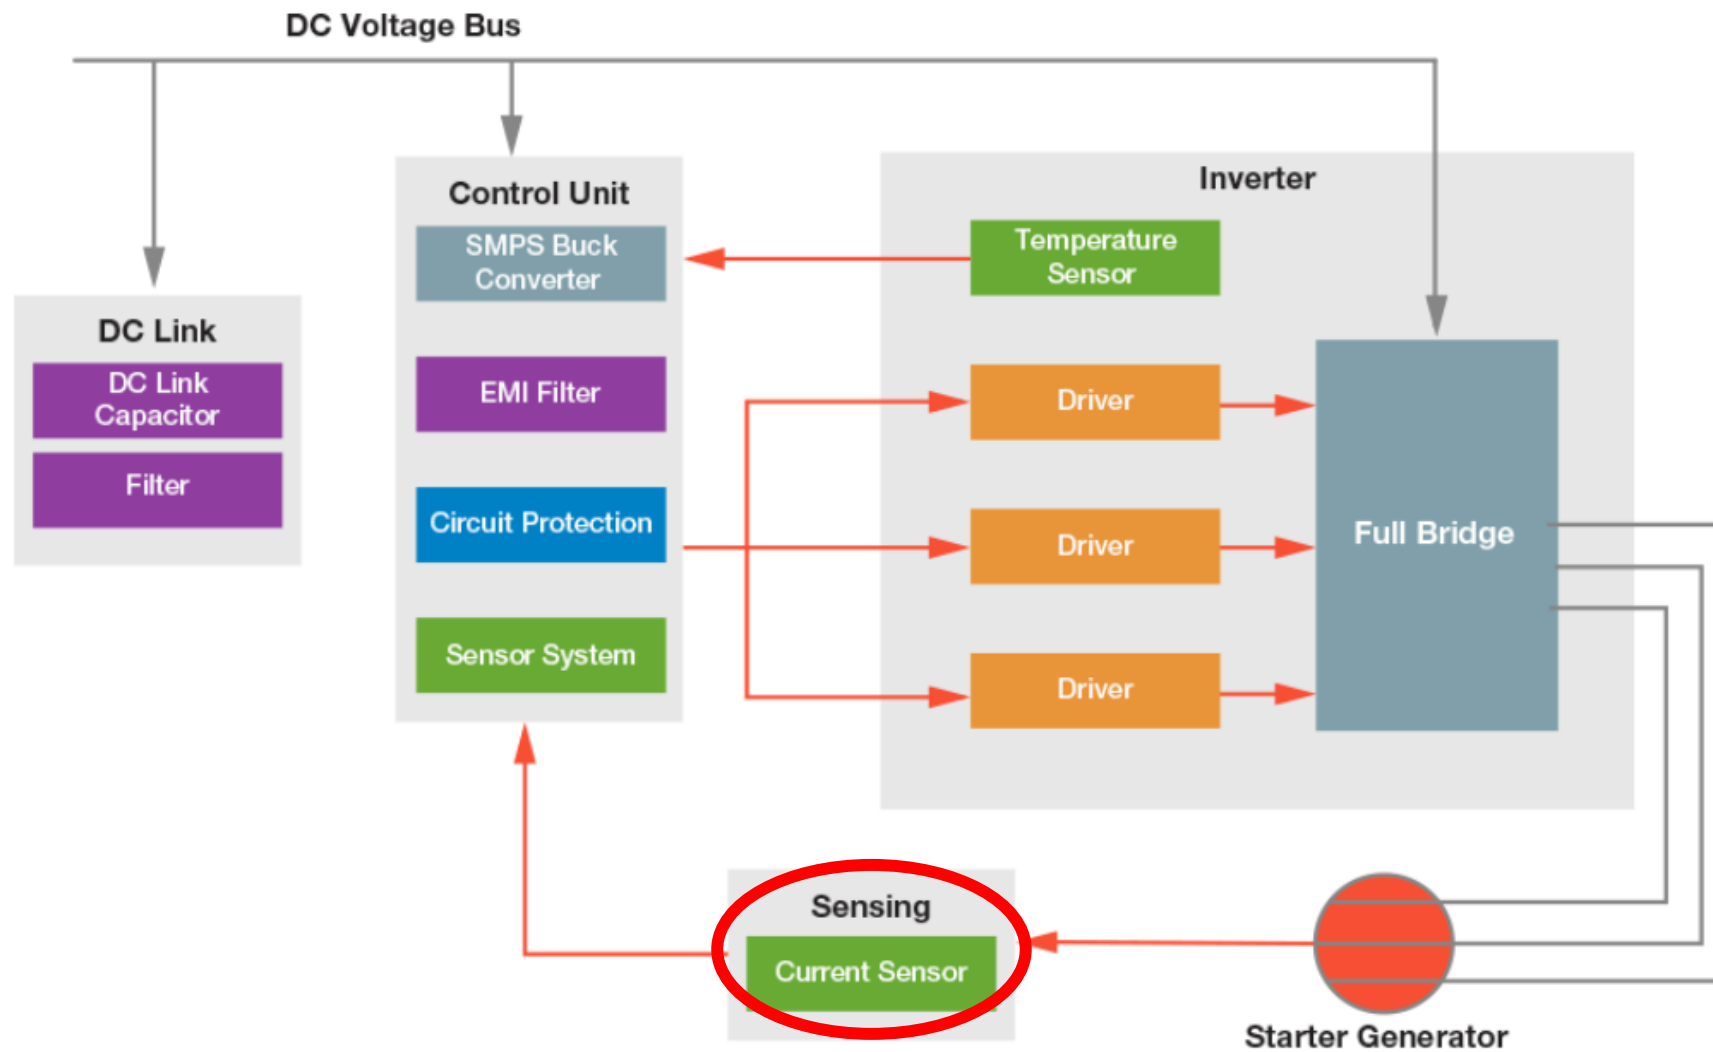 DC Voltage Bus
Control Unit
SMPS Buck
Converter
EMI Filter
Circuit Protection
Sensor System
DC Link
DC Link
Capacitor
Filter
Inverter
Temperature
Sensor
Driver
Driver
Driver
Full Bridge
Sensing
Current Sensor
Starter Generator